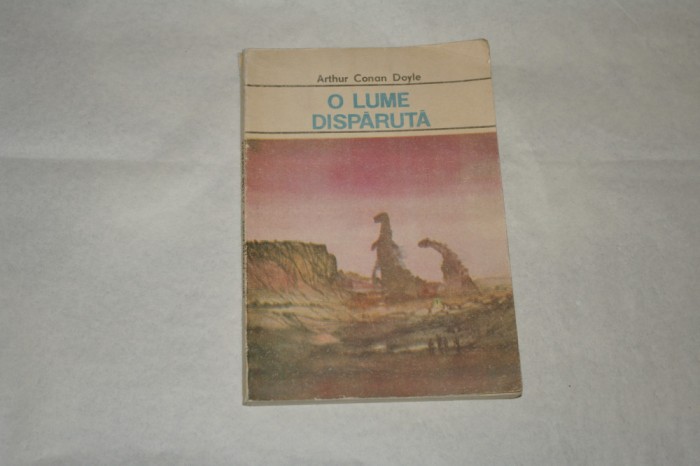 Arthur Conan Doyle
O LUME
DISPĂRUTĂ